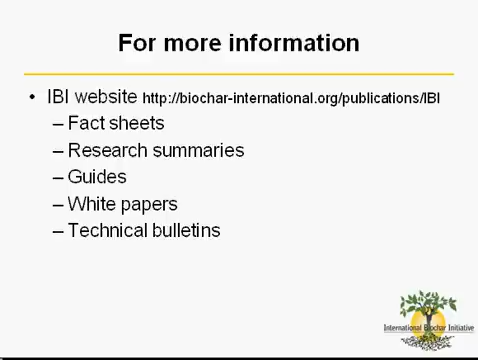 For more information
• IBI website http://biochar-international.org/publications/IBI
– Fact sheets
– Research summaries
– Guides
– White papers
– Technical bulletins
International Biochar Initiative